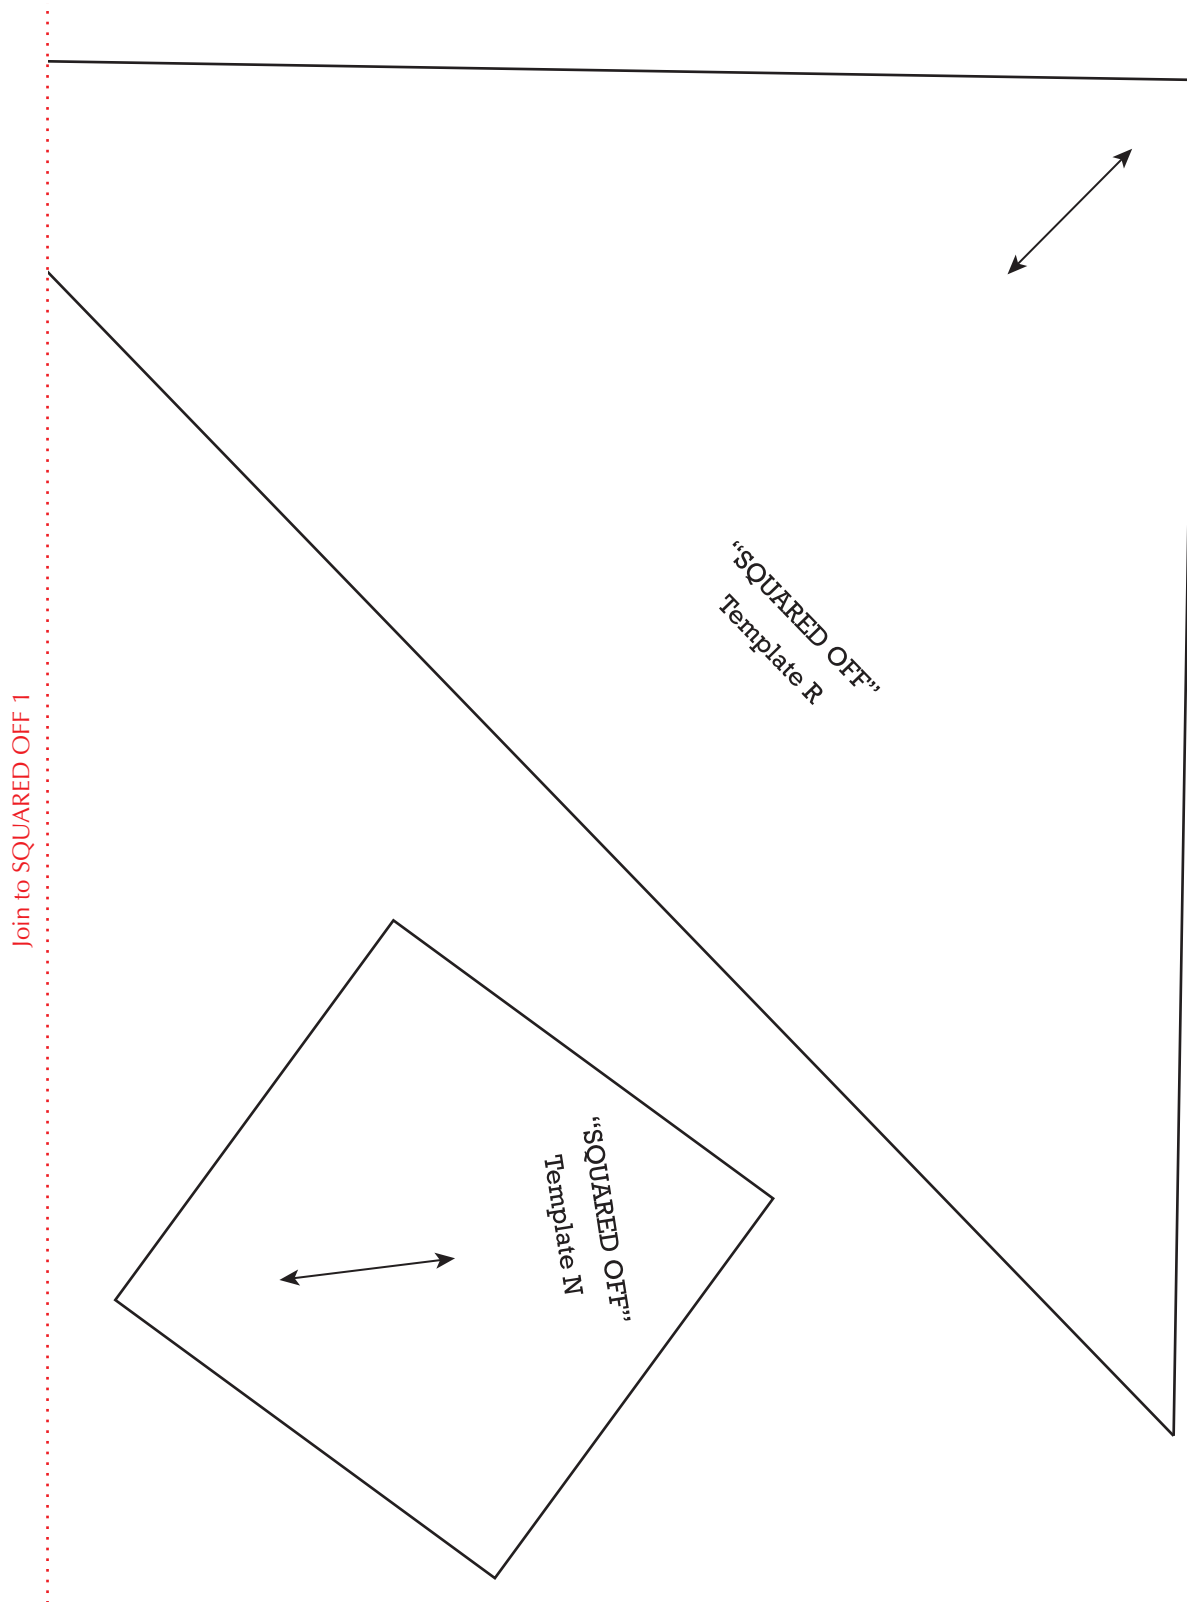 “SQUARED OFF”
Template R
Join to SQUARED OFF 1
“SQUARED OFF”
Template N